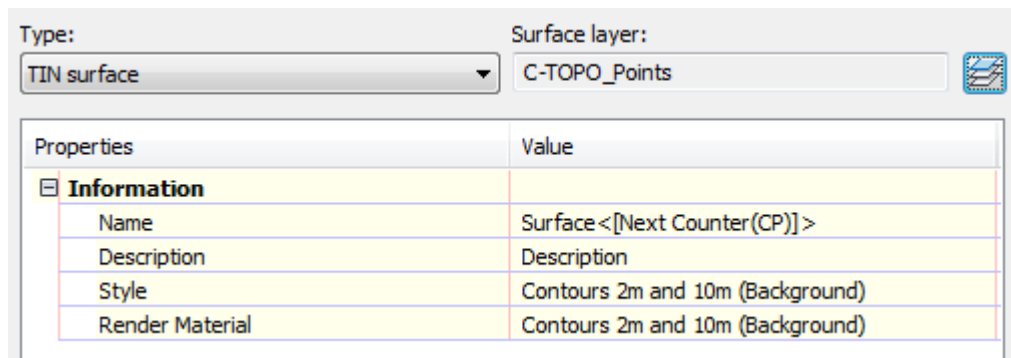 Type: Surface layer:
TIN surface C-TOPO_Points
Properties Value
Information
Name Surface<[Next Counter(CP)]>
Description Description
Style Contours 2m and 10m (Background)
Render Material Contours 2m and 10m (Background)